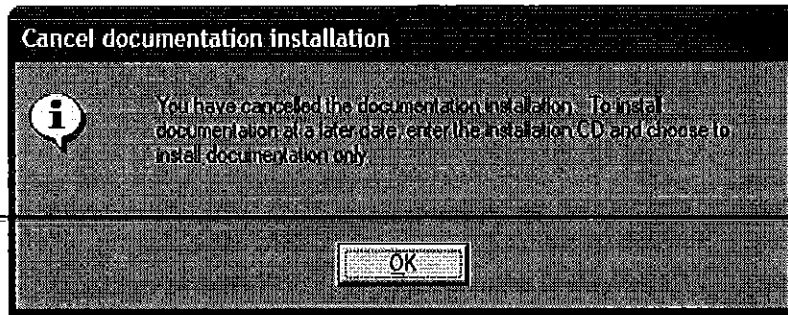 Cancel documentation installation
You have cancelled the documentation installation. To install
documentation at a later date, enter the installation CD and choose to
install documentation only.
OK